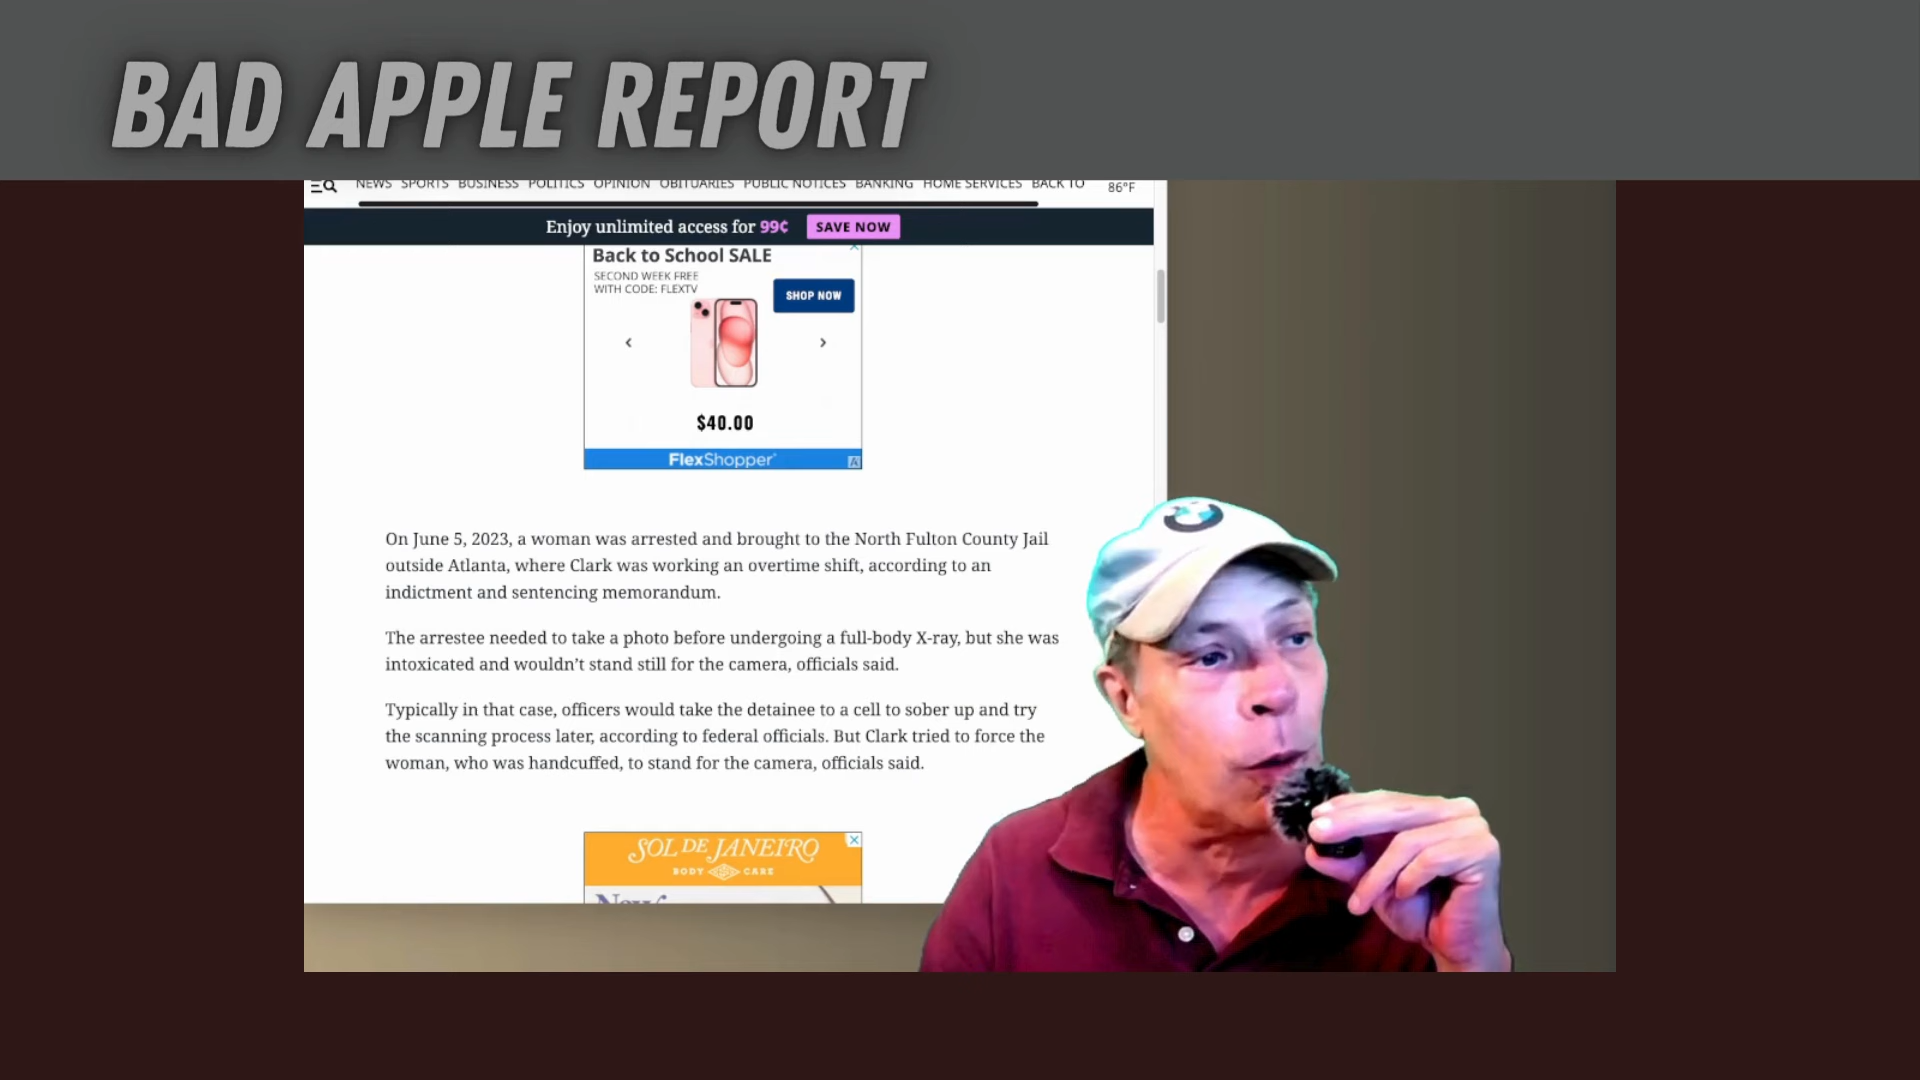 BAD APPLE REPORT
NEWS SPORTS BUSINESS POLITICS OPINION OBITUARIES PUBLIC NOTICES BANKING HOME SERVICES BACK TO 86°F
Enjoy unlimited access for 99¢ SAVE NOW
Back to School SALE
SECOND WEEK FREE
WITH CODE: FLEXTV
SHOP NOW
$40.00
FlexShopper
On June 5, 2023, a woman was arrested and brought to the North Fulton County Jail
outside Atlanta, where Clark was working an overtime shift, according to an
indictment and sentencing memorandum.
The arrestee needed to take a photo before undergoing a full-body X-ray, but she was
intoxicated and wouldn’t stand still for the camera, officials said.
Typically in that case, officers would take the detainee to a cell to sober up and try
the scanning process later, according to federal officials. But Clark tried to force the
woman, who was handcuffed, to stand for the camera, officials said.
SOL DE JANEIRO
BODY CARE
New